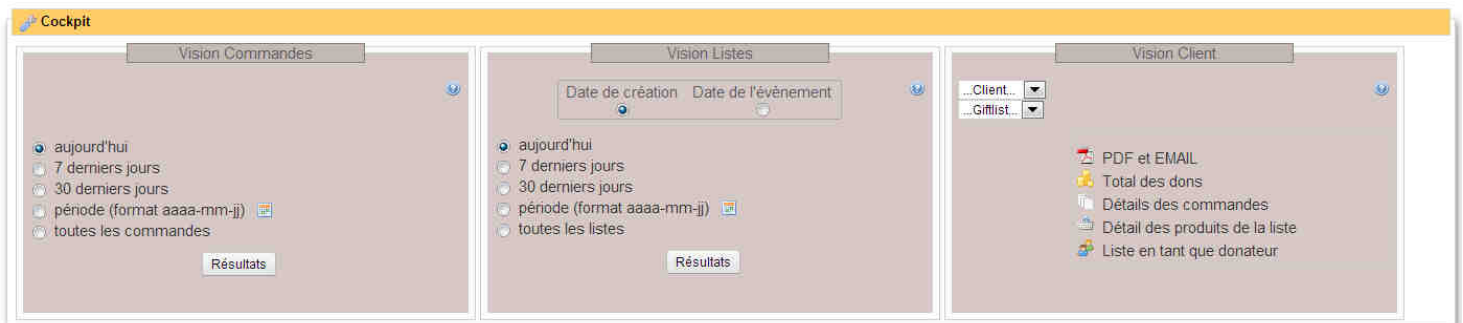 Cockpit
Vision Commandes
aujourd'hui
7 derniers jours
30 derniers jours
période (format aaaa-mm-jj)
toutes les commandes
Résultats
Vision Listes
Date de création Date de l'évènement
aujourd'hui
7 derniers jours
30 derniers jours
période (format aaaa-mm-jj)
toutes les listes
Résultats
Vision Client
...Client...
...Giftlist...
PDF et EMAIL
Total des dons
Détails des commandes
Détail des produits de la liste
Liste en tant que donateur